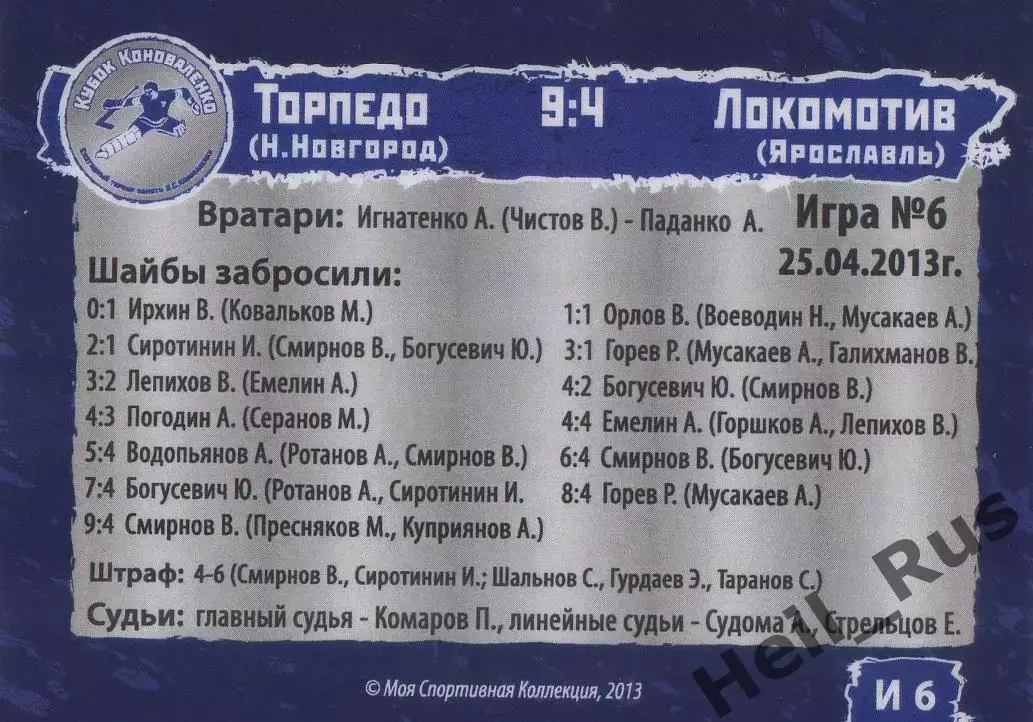 Кубок Коноваленко
Торпедо 9:4 Локомотив
(Н.Новгород) (Ярославль)
Вратари: Игнатенко А. (Чистов В.) - Паданко А. Игра №6
25.04.2013г.
Шайбы забросили:
0:1 Ирхин В. (Ковальков М.) 1:1 Орлов В. (Воеводин Н., Мусакаев А.)
2:1 Сиротинин И. (Смирнов В., Богусевич Ю.) 3:1 Горев Р. (Мусакаев А., Галихманов В.)
3:2 Лепихов В. (Емелин А.) 4:2 Богусевич Ю. (Смирнов В.)
4:3 Погодин А. (Серанов М.) 4:4 Емелин А. (Горшков А., Лепихов В.)
5:4 Водопьянов А. (Ротанов А., Смирнов В.) 6:4 Смирнов В. (Богусевич Ю.)
7:4 Богусевич Ю. (Ротанов А., Сиротинин И. 8:4 Горев Р. (Мусакаев А.)
9:4 Смирнов В. (Пресняков М., Куприянов А.)
Штраф: 4-6 (Смирнов В., Сиротинин И.; Шальнов С., Гурдаев Э., Таранов С.)
Судьи: главный судья - Комаров П., линейные судьи - Судома А., Стрельцов Е.
© Моя Спортивная Коллекция, 2013
И 6
Heil_Rus